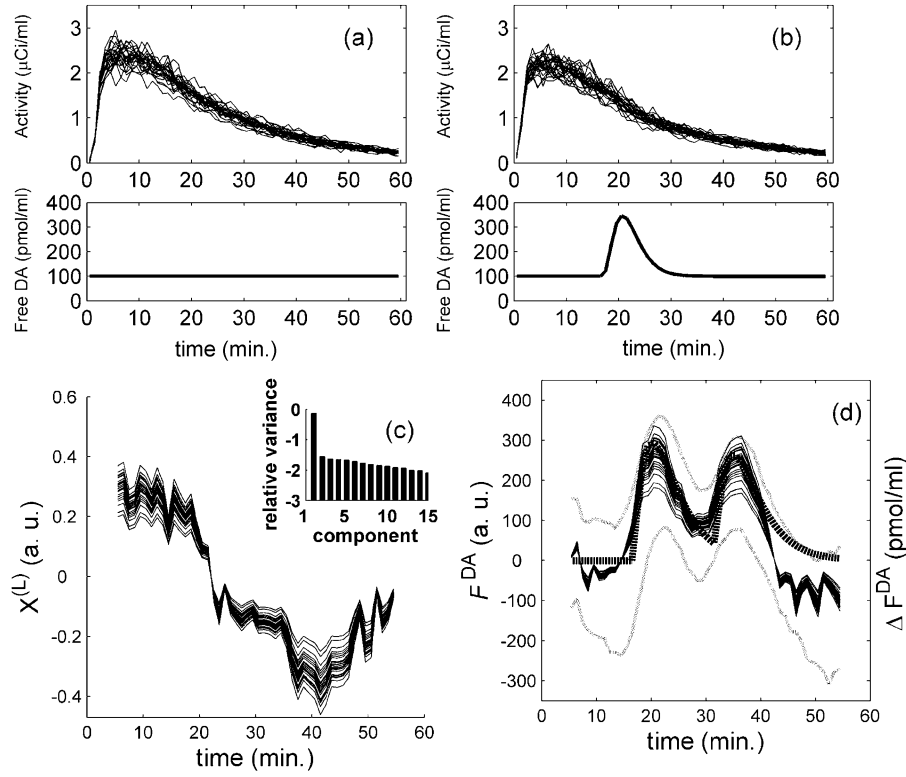 (a)
Activity (μCi/ml)
3
2
1
0
0 10 20 30 40 50 60
Free DA (pmol/ml)
400
300
200
100
0
0 10 20 30 40 50 60
time (min.)
(b)
Activity (μCi/ml)
3
2
1
0
0 10 20 30 40 50 60
Free DA (pmol/ml)
400
300
200
100
0
0 10 20 30 40 50 60
time (min.)
(c)
X(L) (a. u.)
0.6
0.4
0.2
0
-0.2
-0.4
0 10 20 30 40 50 60
time (min.)
relative variance
0
-1
-2
-3
1 5 10 15
component
(d)
FDA (a. u.)
400
300
200
100
0
-100
-200
-300
0 10 20 30 40 50 60
time (min.)
Δ FDA (pmol/ml)